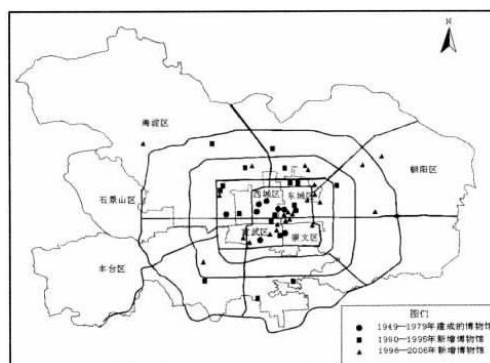 N
海淀区
朝阳区
西城区
东城区
石景山区
宣武区
崇文区
丰台区
图例
1949—1979年建成的博物馆
1980—1995年新增博物馆
1996—2006年新增博物馆